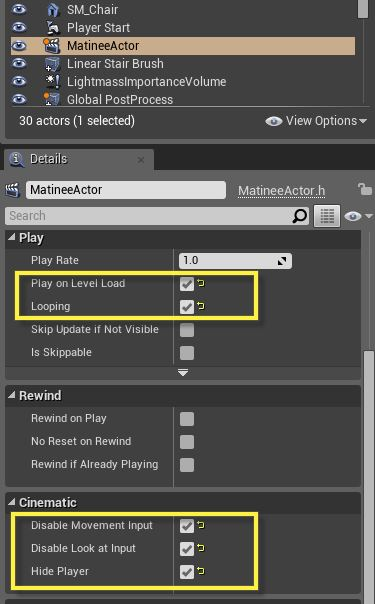 SM_Chair
Player Start
MatineeActor
Linear Stair Brush
LightmassImportanceVolume
Global PostProcess
30 actors (1 selected) View Options
Details
MatineeActor MatineeActor.h
Search
Play
Play Rate 1.0
Play on Level Load
Looping
Skip Update if Not Visible
Is Skippable
Rewind
Rewind on Play
No Reset on Rewind
Rewind if Already Playing
Cinematic
Disable Movement Input
Disable Look at Input
Hide Player